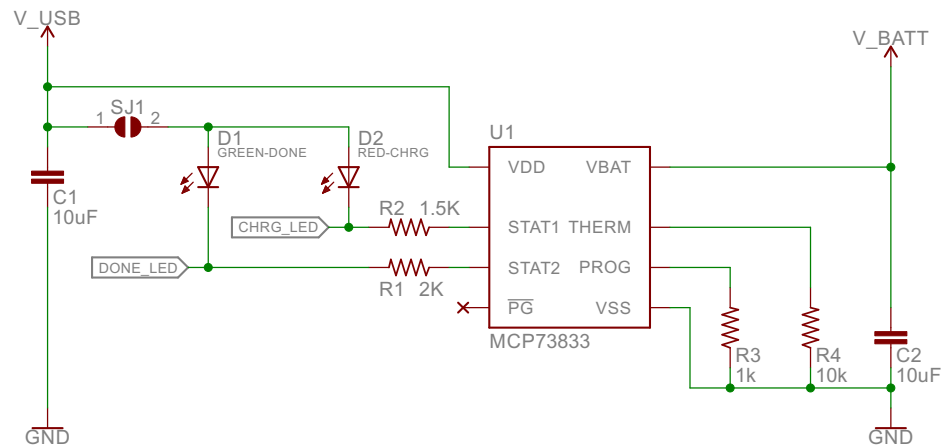 V_USB
V_BATT
SJ1
1
2
D1
GREEN-DONE
D2
RED-CHRG
U1
VDD
VBAT
C1
10uF
R2 1.5K
CHRG_LED
STAT1
THERM
DONE_LED
STAT2
PROG
R1 2K
PG
VSS
MCP73833
R3
1k
R4
10k
C2
10uF
GND
GND